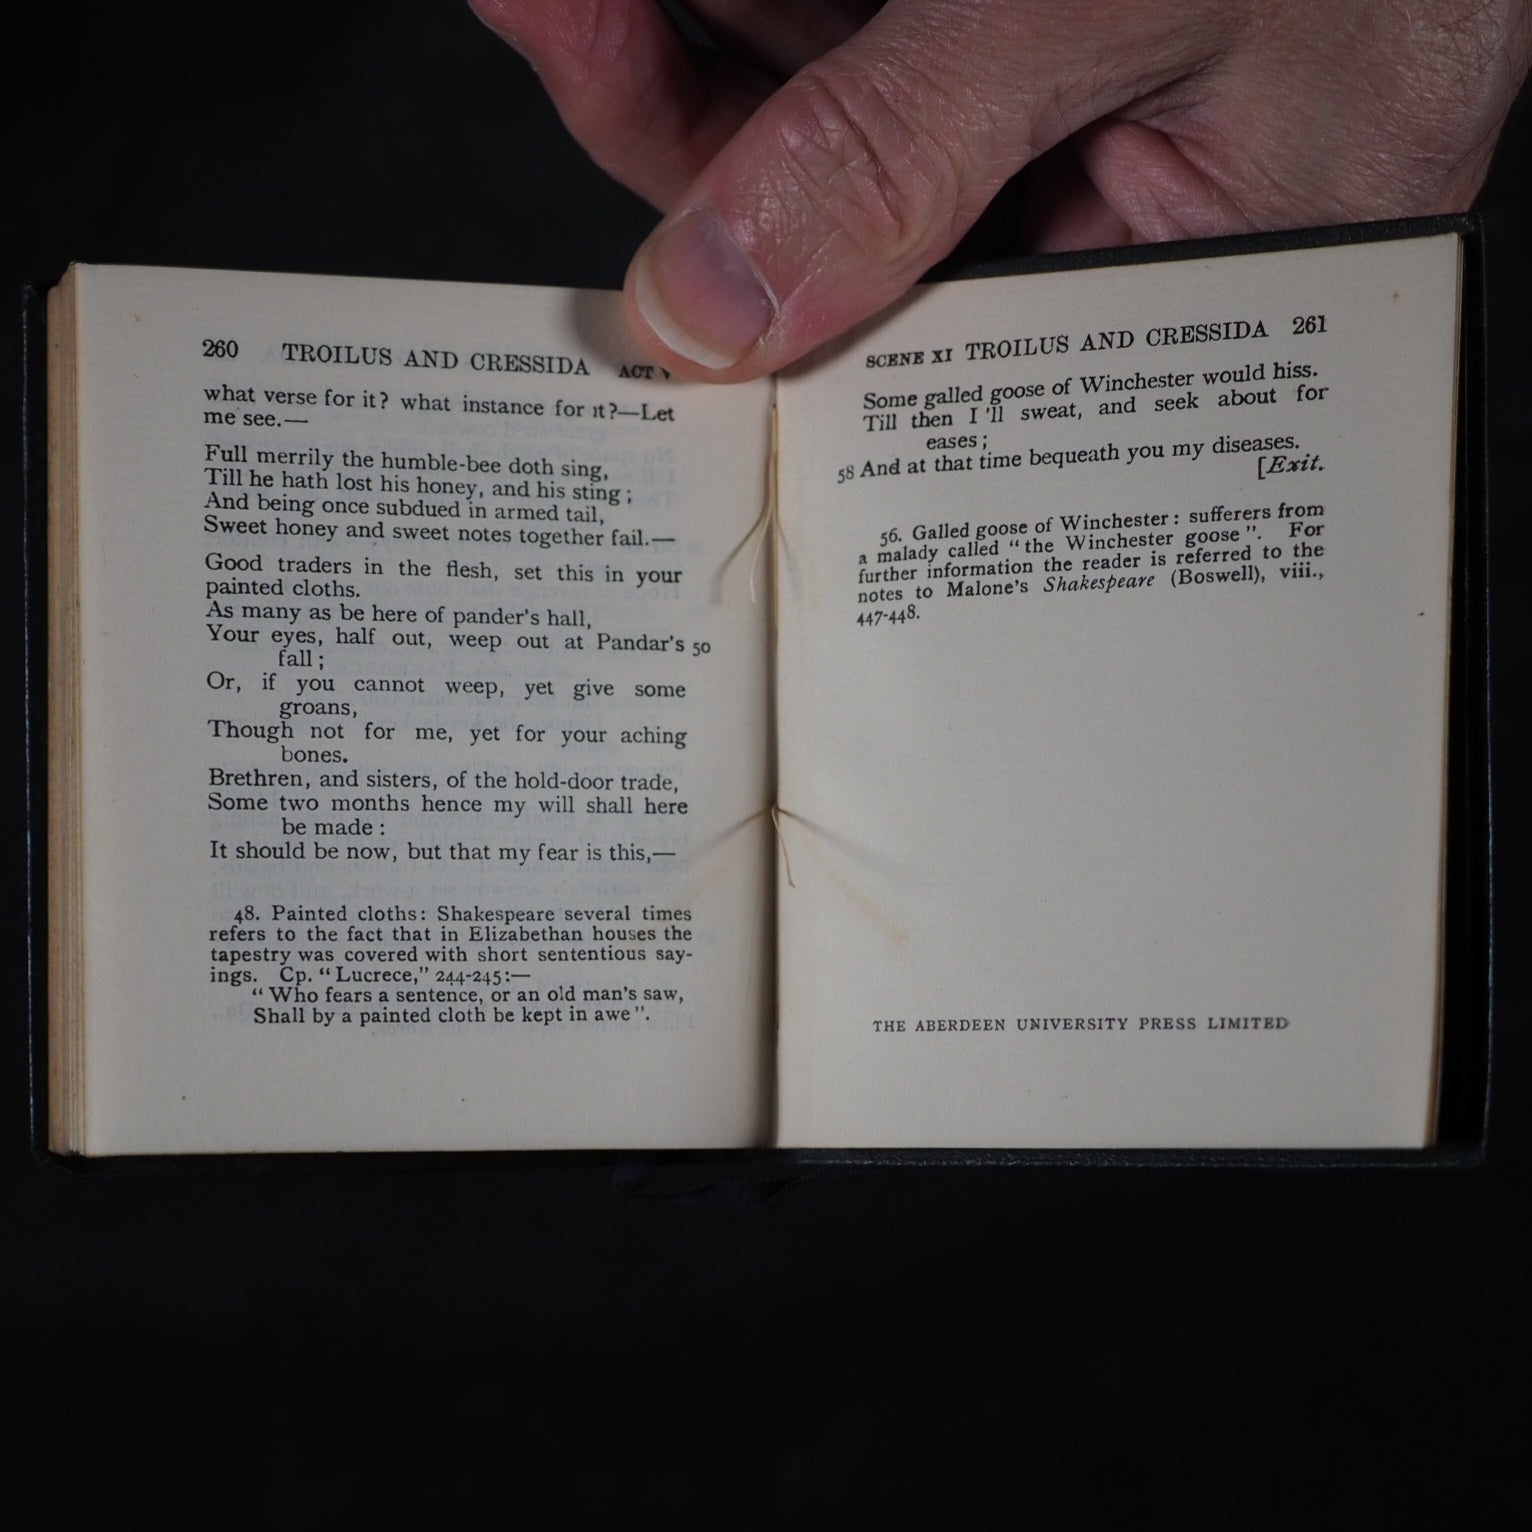 260 TROILUS AND CRESSIDA ACT V
what verse for it? what instance for it?—Let
me see.—
Full merrily the humble-bee doth sing,
Till he hath lost his honey, and his sting;
And being once subdued in armed tail,
Sweet honey and sweet notes together fail.—
Good traders in the flesh, set this in your
painted cloths.
As many as be here of pander's hall,
Your eyes, half out, weep out at Pandar's 50
fall;
Or, if you cannot weep, yet give some
groans,
Though not for me, yet for your aching
bones.
Brethren, and sisters, of the hold-door trade,
Some two months hence my will shall here
be made:
It should be now, but that my fear is this,—
48. Painted cloths: Shakespeare several times
refers to the fact that in Elizabethan houses the
tapestry was covered with short sententious say-
ings. Cp. "Lucrece," 244-245:—
"Who fears a sentence, or an old man's saw,
Shall by a painted cloth be kept in awe".
SCENE XI TROILUS AND CRESSIDA 261
Some galled goose of Winchester would hiss.
Till then I'll sweat, and seek about for
eases;
58 And at that time bequeath you my diseases.
[Exit.
56. Galled goose of Winchester: sufferers from
a malady called "the Winchester goose". For
further information the reader is referred to the
notes to Malone's Shakespeare (Boswell), viii.,
447-448.
THE ABERDEEN UNIVERSITY PRESS LIMITED